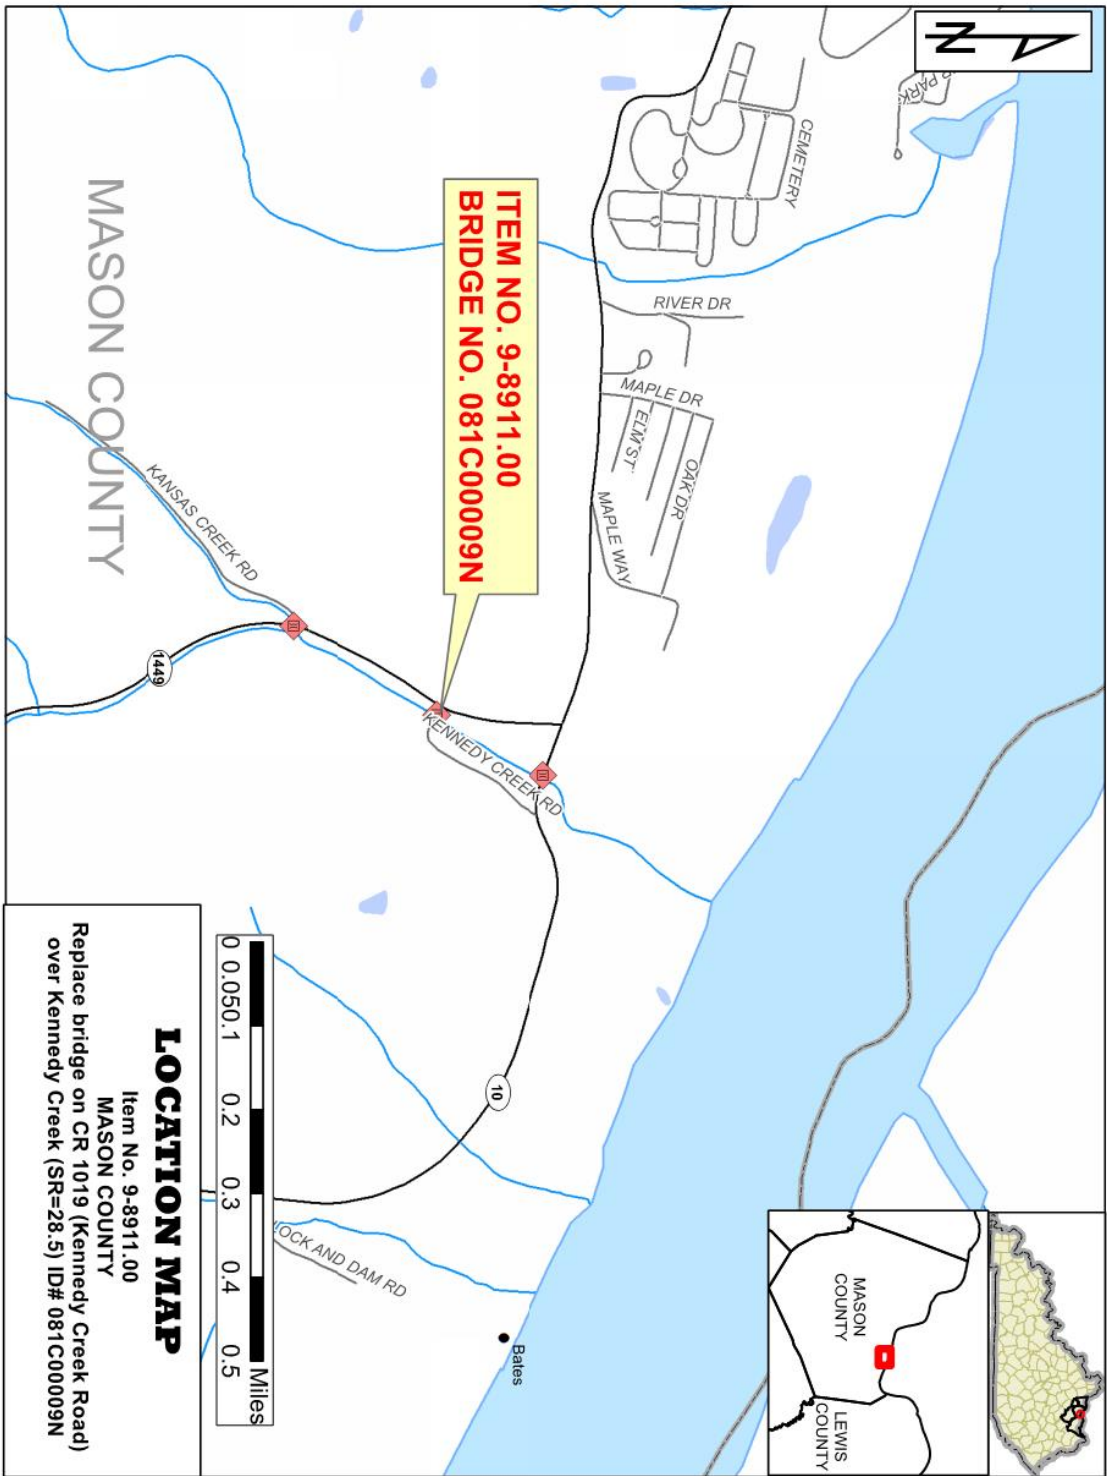 N
CEMETERY
RIVER DR
MAPLE DR
ELM ST
OAK DR
MAPLE WAY
ITEM NO. 9-8911.00
BRIDGE NO. 081C00009N
MASON COUNTY
KANSAS CREEK RD
1449
KENNEDY CREEK RD
10
LOCK AND DAM RD
Bates
MASON
COUNTY
LEWIS
COUNTY
0 0.050.1 0.2 0.3 0.4 0.5
Miles
LOCATION MAP
Item No. 9-8911.00
MASON COUNTY
Replace bridge on CR 1019 (Kennedy Creek Road)
over Kennedy Creek (SR=28.5) ID# 081C00009N